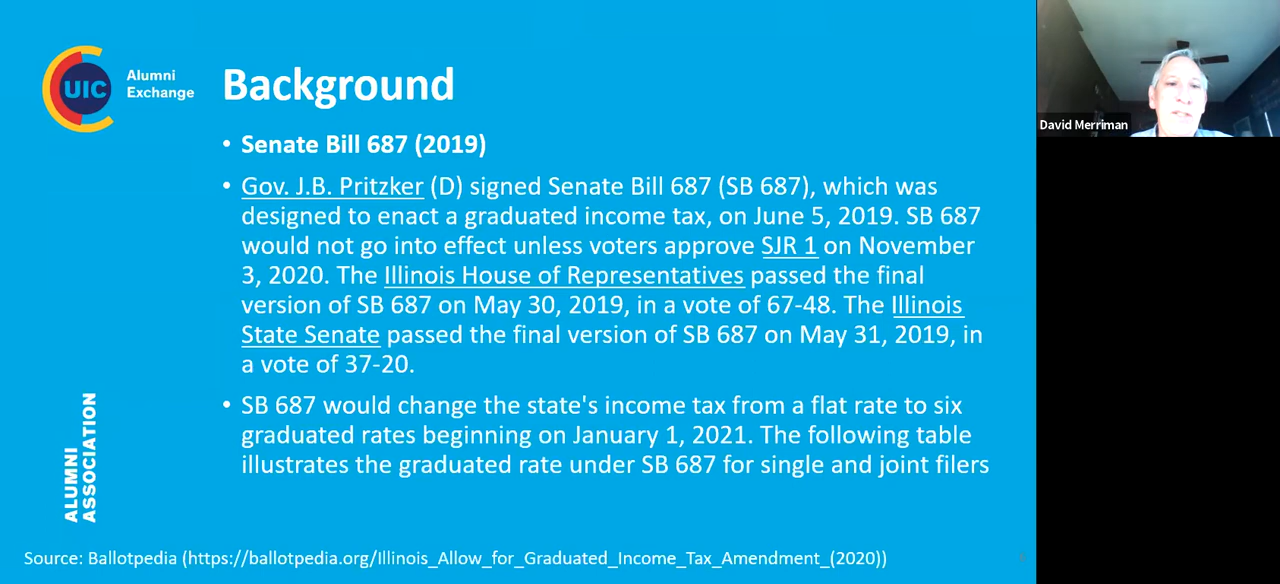 UIC
Alumni
Exchange
Background
• Senate Bill 687 (2019)
• Gov. J.B. Pritzker (D) signed Senate Bill 687 (SB 687), which was
designed to enact a graduated income tax, on June 5, 2019. SB 687
would not go into effect unless voters approve SJR 1 on November
3, 2020. The Illinois House of Representatives passed the final
version of SB 687 on May 30, 2019, in a vote of 67-48. The Illinois
State Senate passed the final version of SB 687 on May 31, 2019, in
a vote of 37-20.
• SB 687 would change the state's income tax from a flat rate to six
graduated rates beginning on January 1, 2021. The following table
illustrates the graduated rate under SB 687 for single and joint filers
ALUMNI
ASSOCIATION
Source: Ballotpedia (https://ballotpedia.org/Illinois_Allow_for_Graduated_Income_Tax_Amendment_(2020))
David Merriman